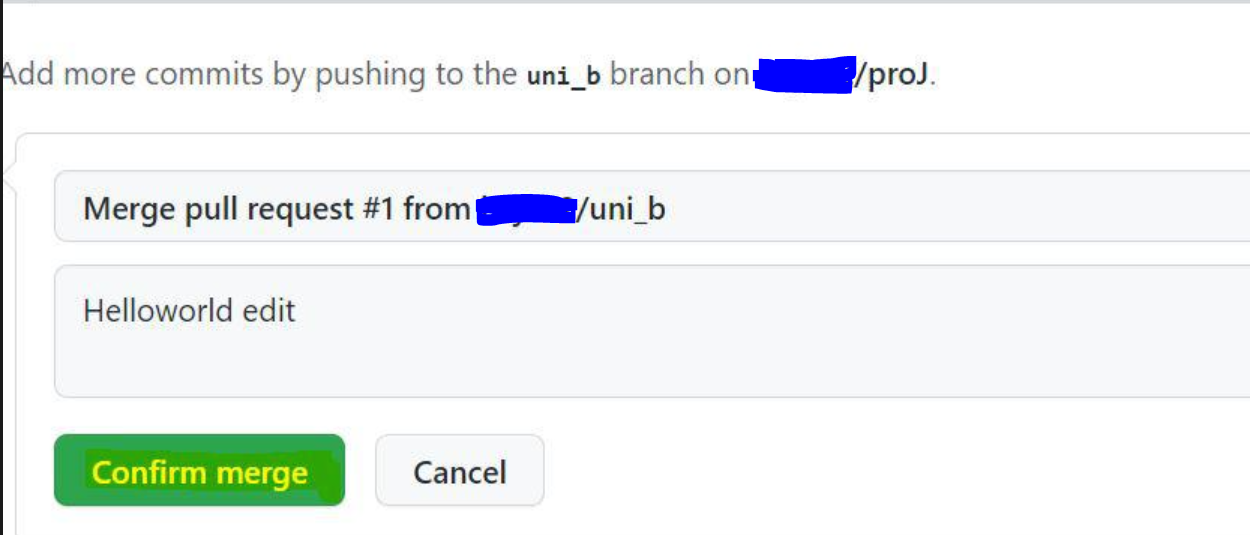 Add more commits by pushing to the uni_b branch on /proJ.
Merge pull request #1 from /uni_b
Helloworld edit
Confirm merge
Cancel